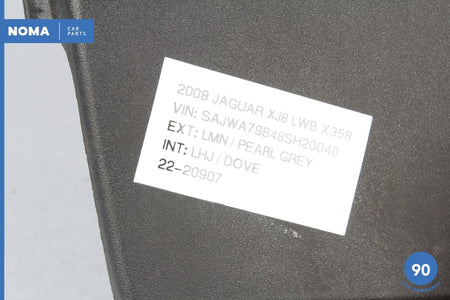 NOMA CAR PARTS
2008 JAGUAR XJ8 LWB X358
VIN: SAJWA79B48SH20040
EXT: LMN / PEARL GREY
INT: LHJ / DOVE
22-20907
90